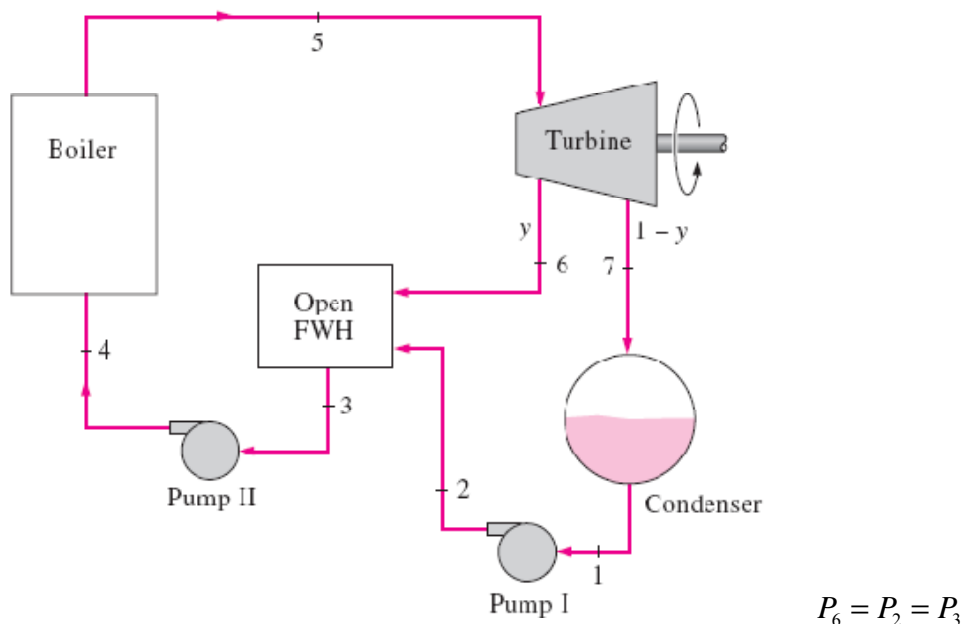 5
Boiler
Turbine
y
1 – y
6
7
Open
FWH
4
3
2
Pump II
Condenser
1
Pump I
P₆ = P₂ = P₃